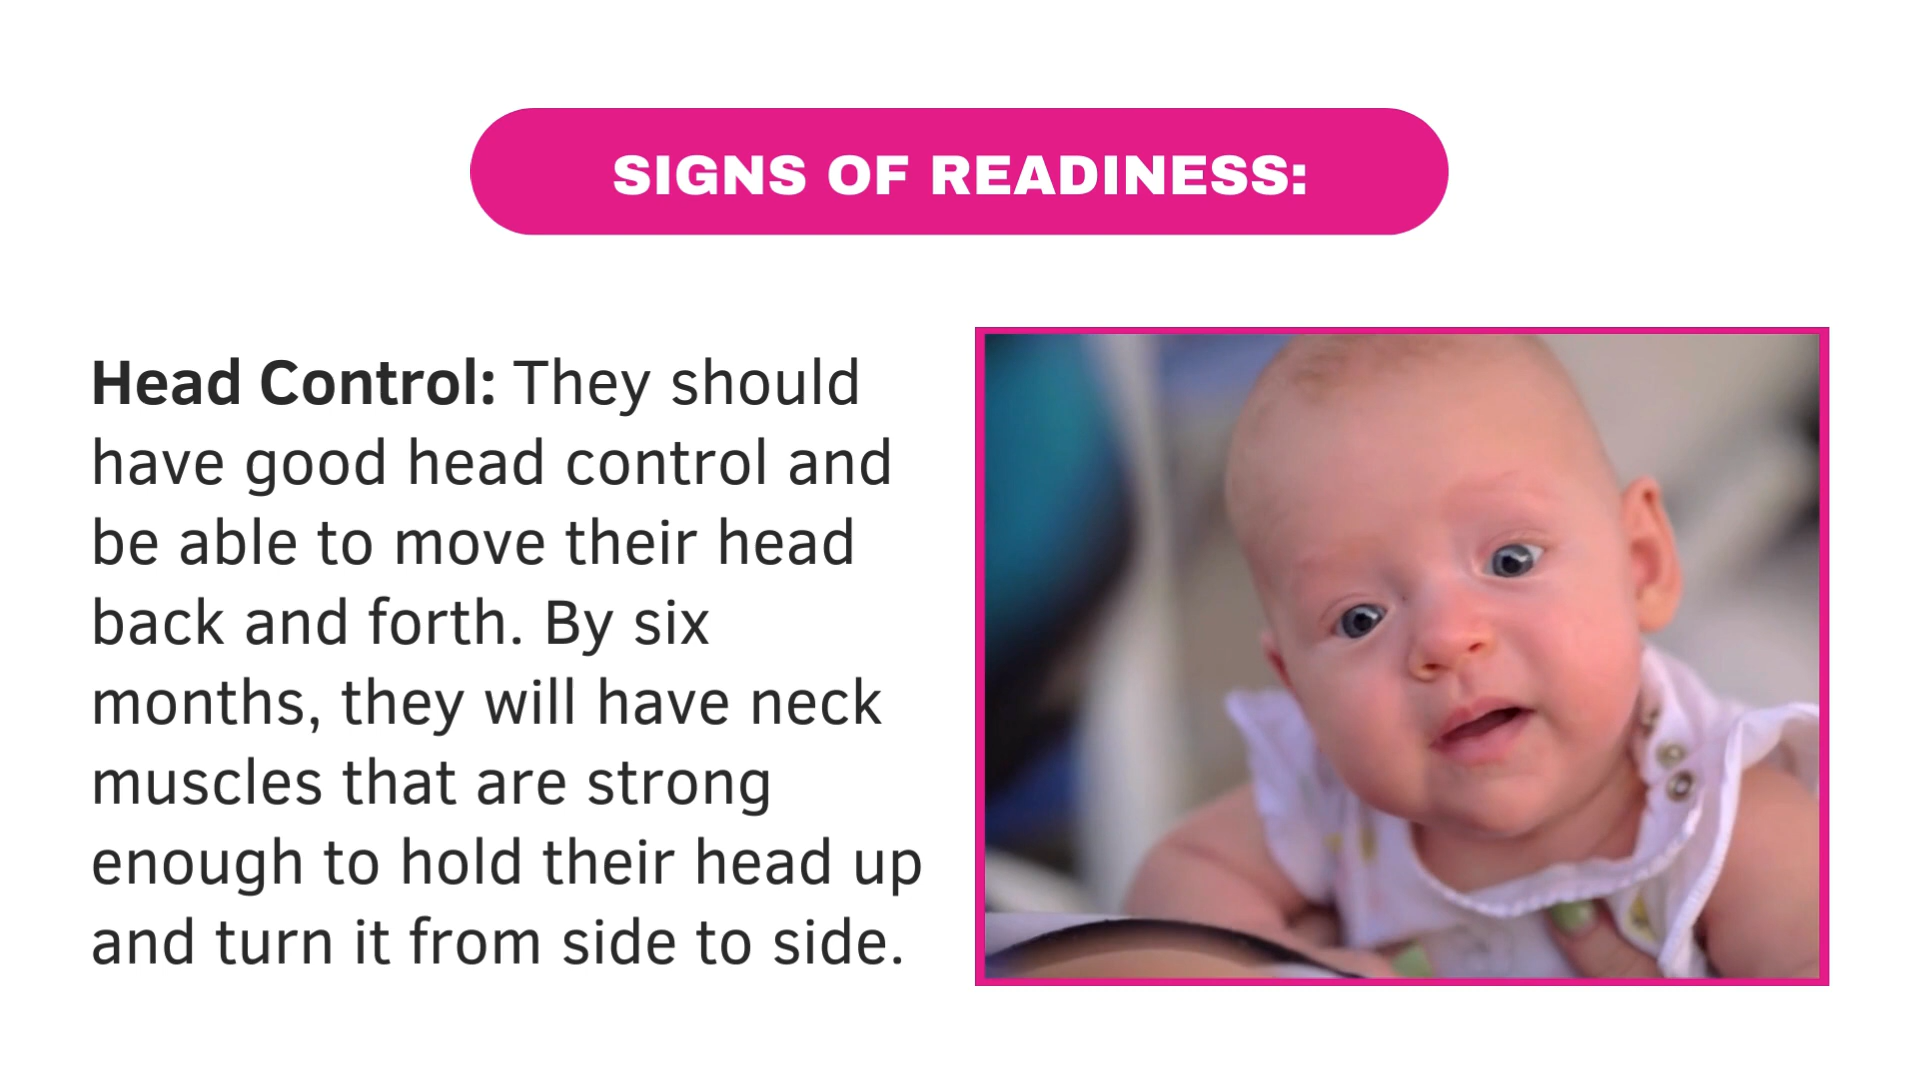 SIGNS OF READINESS:
Head Control: They should
have good head control and
be able to move their head
back and forth. By six
months, they will have neck
muscles that are strong
enough to hold their head up
and turn it from side to side.